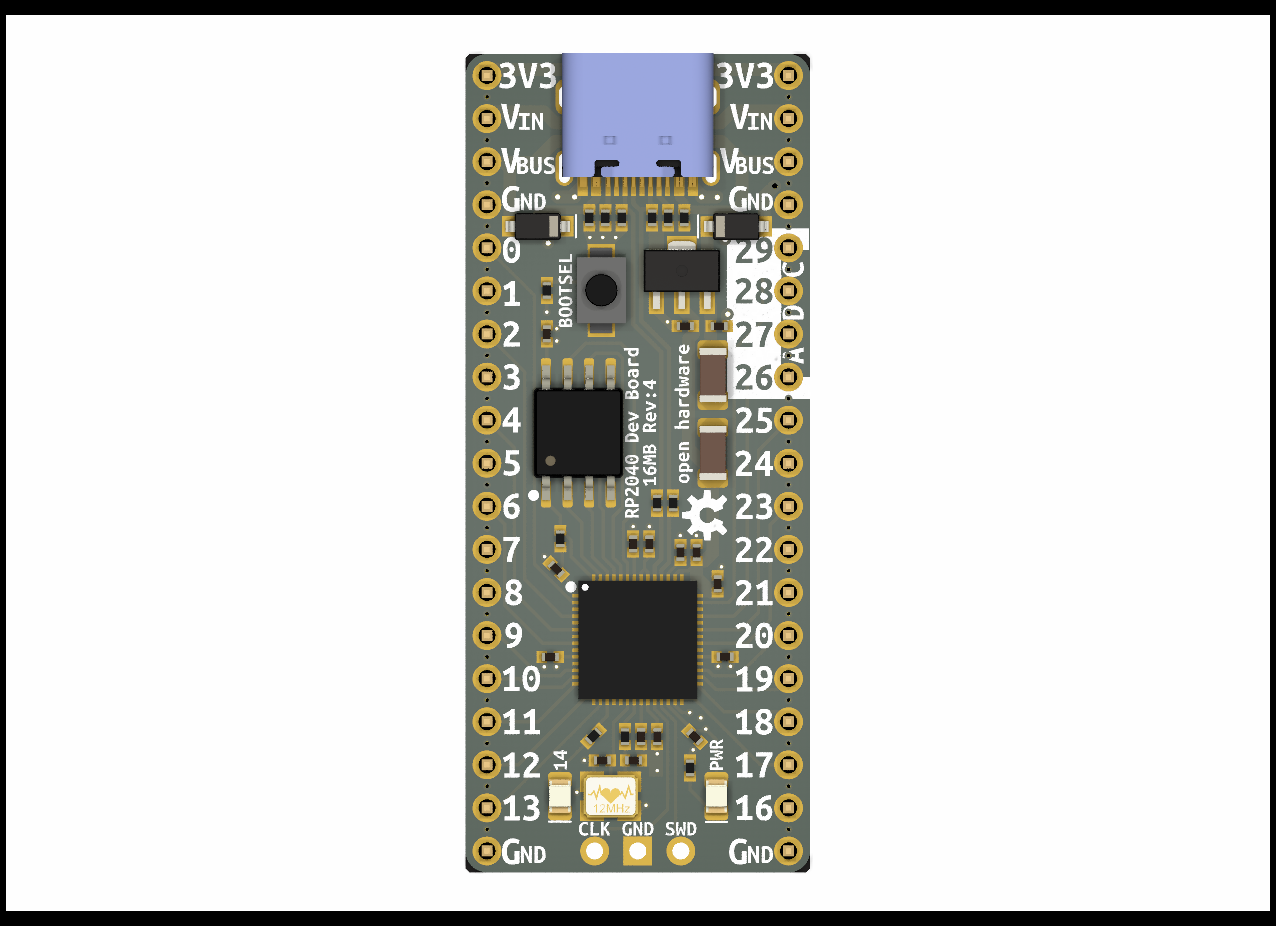 3V3
3V3
VIN
VIN
VBUS
VBUS
GND
GND
0
29
1
28
2
27
3
26
4
25
5
24
6
23
7
22
8
21
9
20
10
19
11
18
12
17
13
16
GND
GND
ADC
BOOTSEL
RP2040 Dev Board
16MB Rev:4
open hardware
14
PWR
12MHz
CLK GND SWD